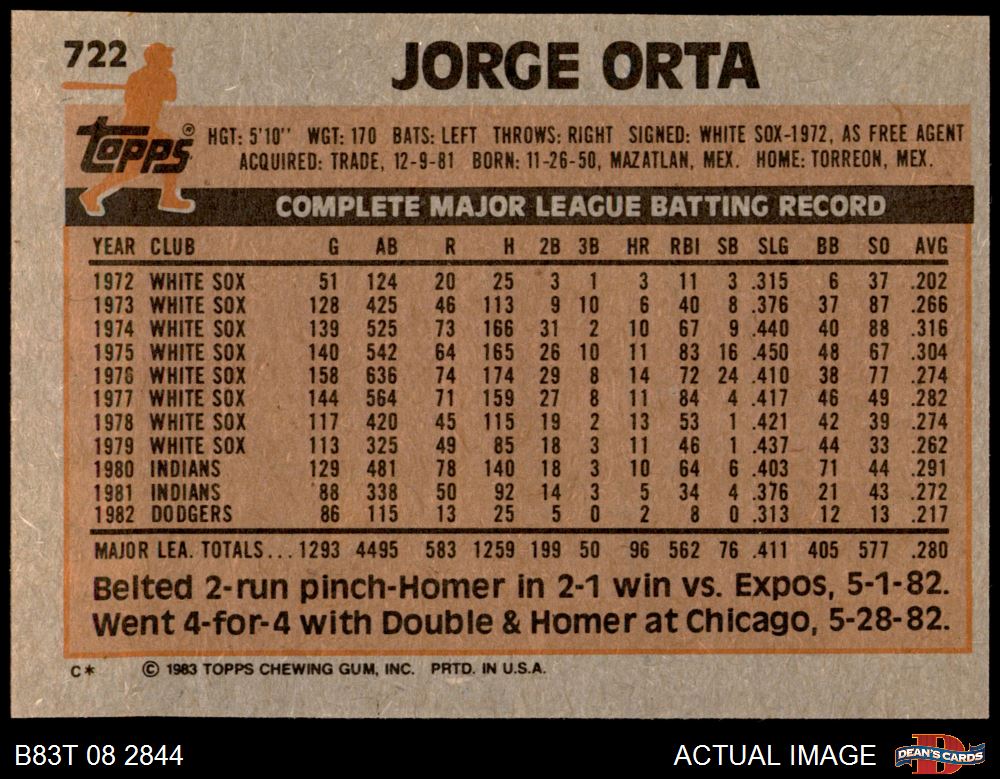 722 JORGE ORTA
Topps® HGT: 5'10" WGT: 170 BATS: LEFT THROWS: RIGHT SIGNED: WHITE SOX-1972, AS FREE AGENT
ACQUIRED: TRADE, 12-9-81 BORN: 11-26-50, MAZATLAN, MEX. HOME: TORREON, MEX.
COMPLETE MAJOR LEAGUE BATTING RECORD
YEAR CLUB G AB R H 2B 3B HR RBI SB SLG BB SO AVG
1972 WHITE SOX 51 124 20 25 3 1 3 11 3 .315 6 37 .202
1973 WHITE SOX 128 425 46 113 9 10 6 40 8 .376 37 87 .266
1974 WHITE SOX 139 525 73 166 31 2 10 67 9 .440 40 88 .316
1975 WHITE SOX 140 542 64 165 26 10 11 83 16 .450 48 67 .304
1976 WHITE SOX 158 636 74 174 29 8 14 72 24 .410 38 77 .274
1977 WHITE SOX 144 564 71 159 27 8 11 84 4 .417 46 49 .282
1978 WHITE SOX 117 420 45 115 19 2 13 53 1 .421 42 39 .274
1979 WHITE SOX 113 325 49 85 18 3 11 46 1 .437 44 33 .262
1980 INDIANS 129 481 78 140 18 3 10 64 6 .403 71 44 .291
1981 INDIANS 88 338 50 92 14 3 5 34 4 .376 21 43 .272
1982 DODGERS 86 115 13 25 5 0 2 8 0 .313 12 13 .217
MAJOR LEA. TOTALS... 1293 4495 583 1259 199 50 96 562 76 .411 405 577 .280
Belted 2-run pinch-Homer in 2-1 win vs. Expos, 5-1-82.
Went 4-for-4 with Double & Homer at Chicago, 5-28-82.
C* © 1983 TOPPS CHEWING GUM, INC. PRTD. IN U.S.A.
B83T 08 2844 ACTUAL IMAGE D DEAN'S CARDS